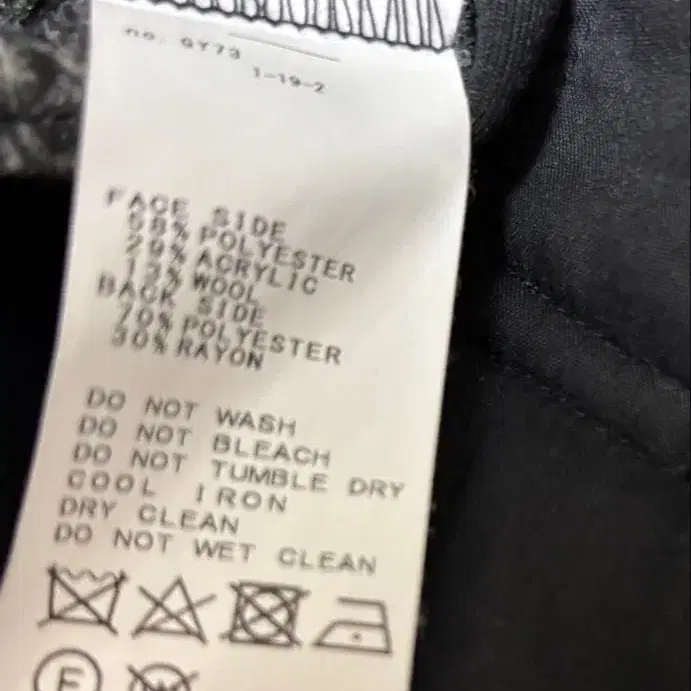 no. GY73
1-19-2
FACE SIDE
58% POLYESTER
29% ACRYLIC
13% WOOL
BACK SIDE
70% POLYESTER
30% RAYON
DO NOT WASH
DO NOT BLEACH
DO NOT TUMBLE DRY
COOL IRON
DRY CLEAN
DO NOT WET CLEAN
F W